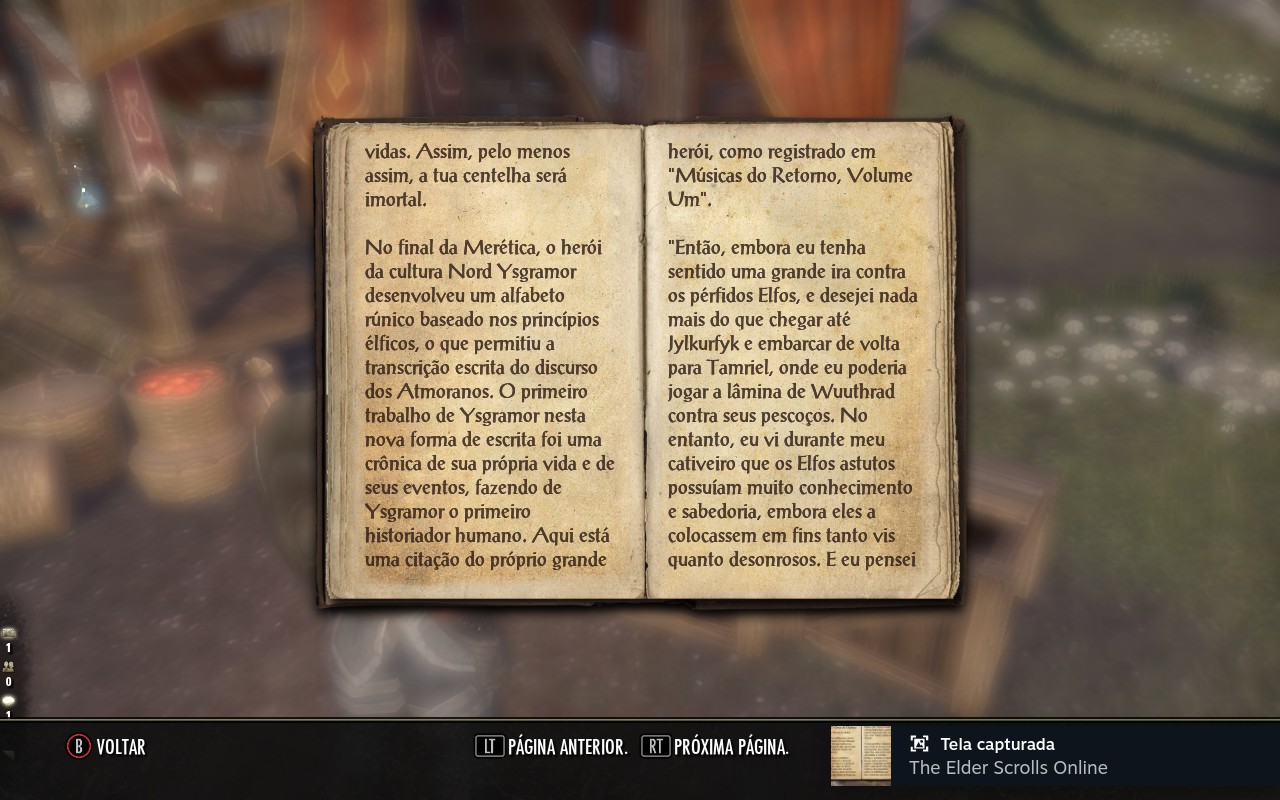 vidas. Assim, pelo menos
assim, a tua centelha será
imortal.
No final da Merética, o herói
da cultura Nord Ysgramor
desenvolveu um alfabeto
rúnico baseado nos princípios
élficos, o que permitiu a
transcrição escrita do discurso
dos Atmoranos. O primeiro
trabalho de Ysgramor nesta
nova forma de escrita foi uma
crônica de sua própria vida e de
seus eventos, fazendo de
Ysgramor o primeiro
historiador humano. Aqui está
uma citação do próprio grande
herói, como registrado em
"Músicas do Retorno, Volume
Um".
"Então, embora eu tenha
sentido uma grande ira contra
os pérfidos Elfos, e desejei nada
mais do que chegar até
Jylkurfyk e embarcar de volta
para Tamriel, onde eu poderia
jogar a lâmina de Wuuthrad
contra seus pescoços. No
entanto, eu vi durante meu
cativeiro que os Elfos astutos
possuíam muito conhecimento
e sabedoria, embora eles a
colocassem em fins tanto vis
quanto desonrosos. E eu pensei
1
0
1
B VOLTAR
LT PÁGINA ANTERIOR. RT PRÓXIMA PÁGINA.
Tela capturada
The Elder Scrolls Online